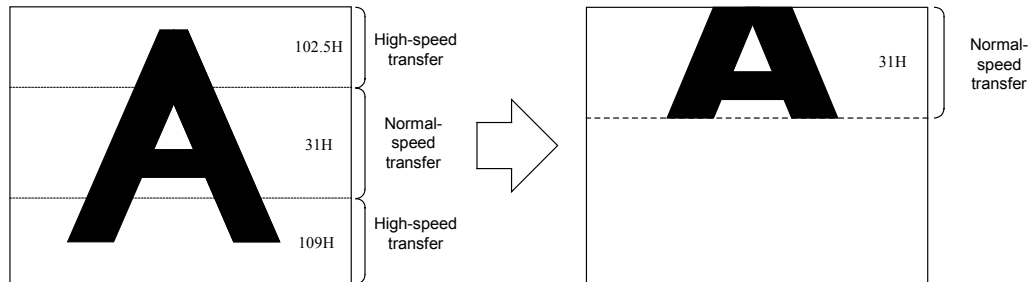 102.5H
High-speed
transfer
31H
Normal-
speed
transfer
109H
High-speed
transfer
A
31H
Normal-
speed
transfer
A